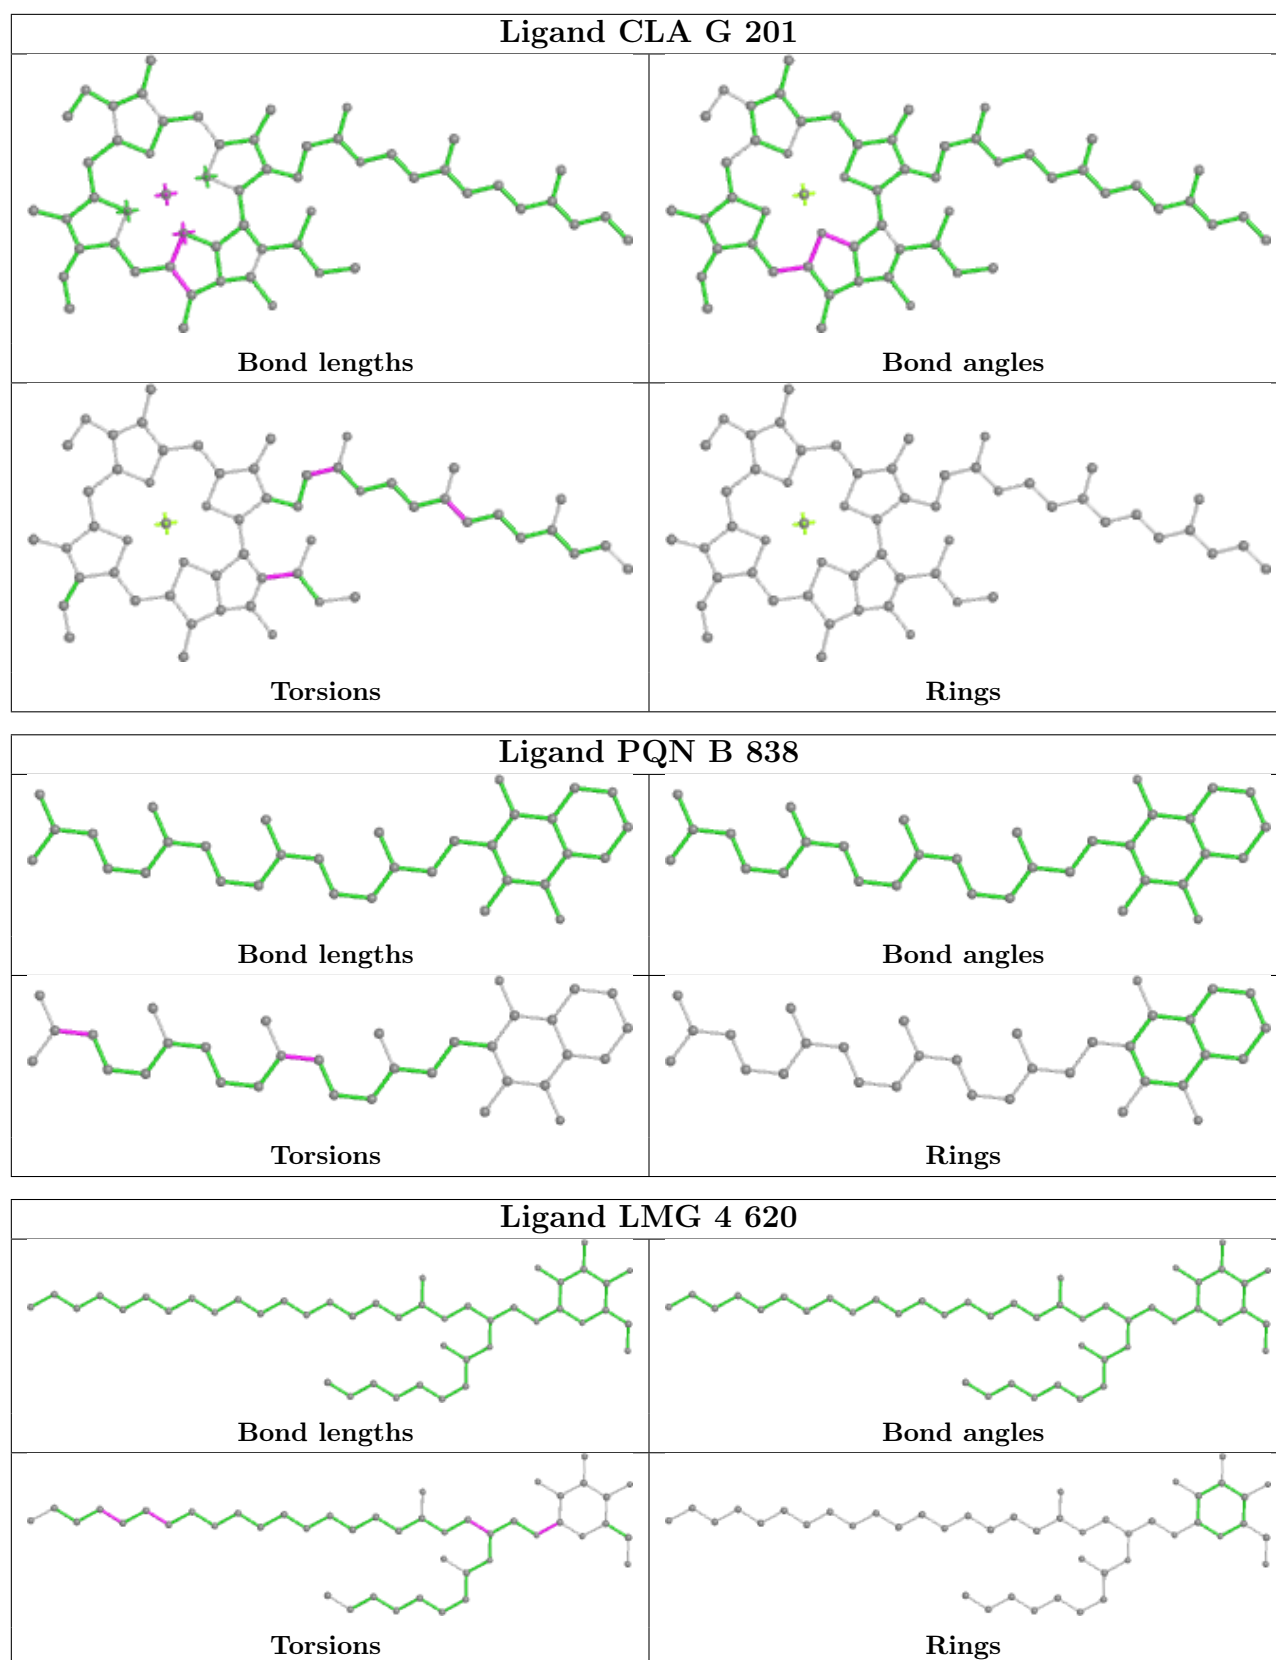 Ligand CLA G 201
Bond lengths
Bond angles
Torsions
Rings
Ligand PQN B 838
Bond lengths
Bond angles
Torsions
Rings
Ligand LMG 4 620
Bond lengths
Bond angles
Torsions
Rings